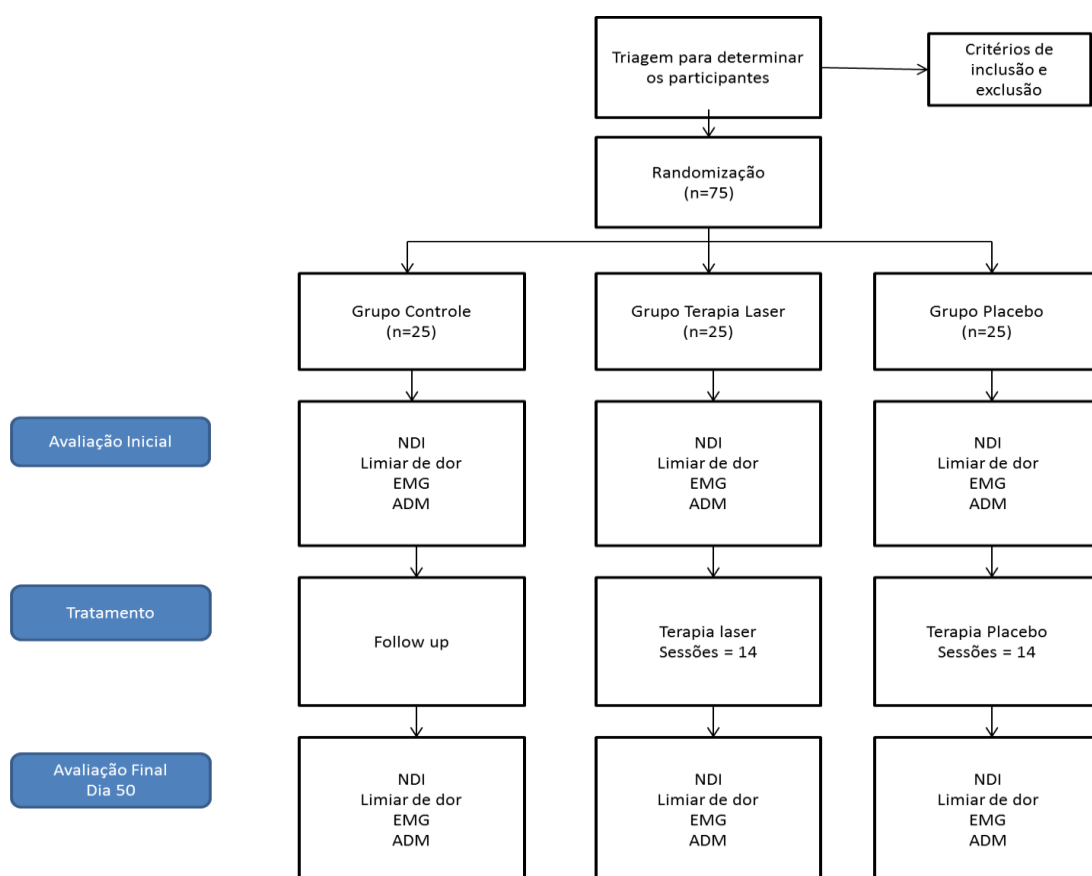 Triagem para determinar
os participantes
Critérios de
inclusão e
exclusão
Randomização
(n=75)
Grupo Controle
(n=25)
Grupo Terapia Laser
(n=25)
Grupo Placebo
(n=25)
Avaliação Inicial
NDI
Limiar de dor
EMG
ADM
NDI
Limiar de dor
EMG
ADM
NDI
Limiar de dor
EMG
ADM
Tratamento
Follow up
Terapia laser
Sessões = 14
Terapia Placebo
Sessões = 14
Avaliação Final
Dia 50
NDI
Limiar de dor
EMG
ADM
NDI
Limiar de dor
EMG
ADM
NDI
Limiar de dor
EMG
ADM